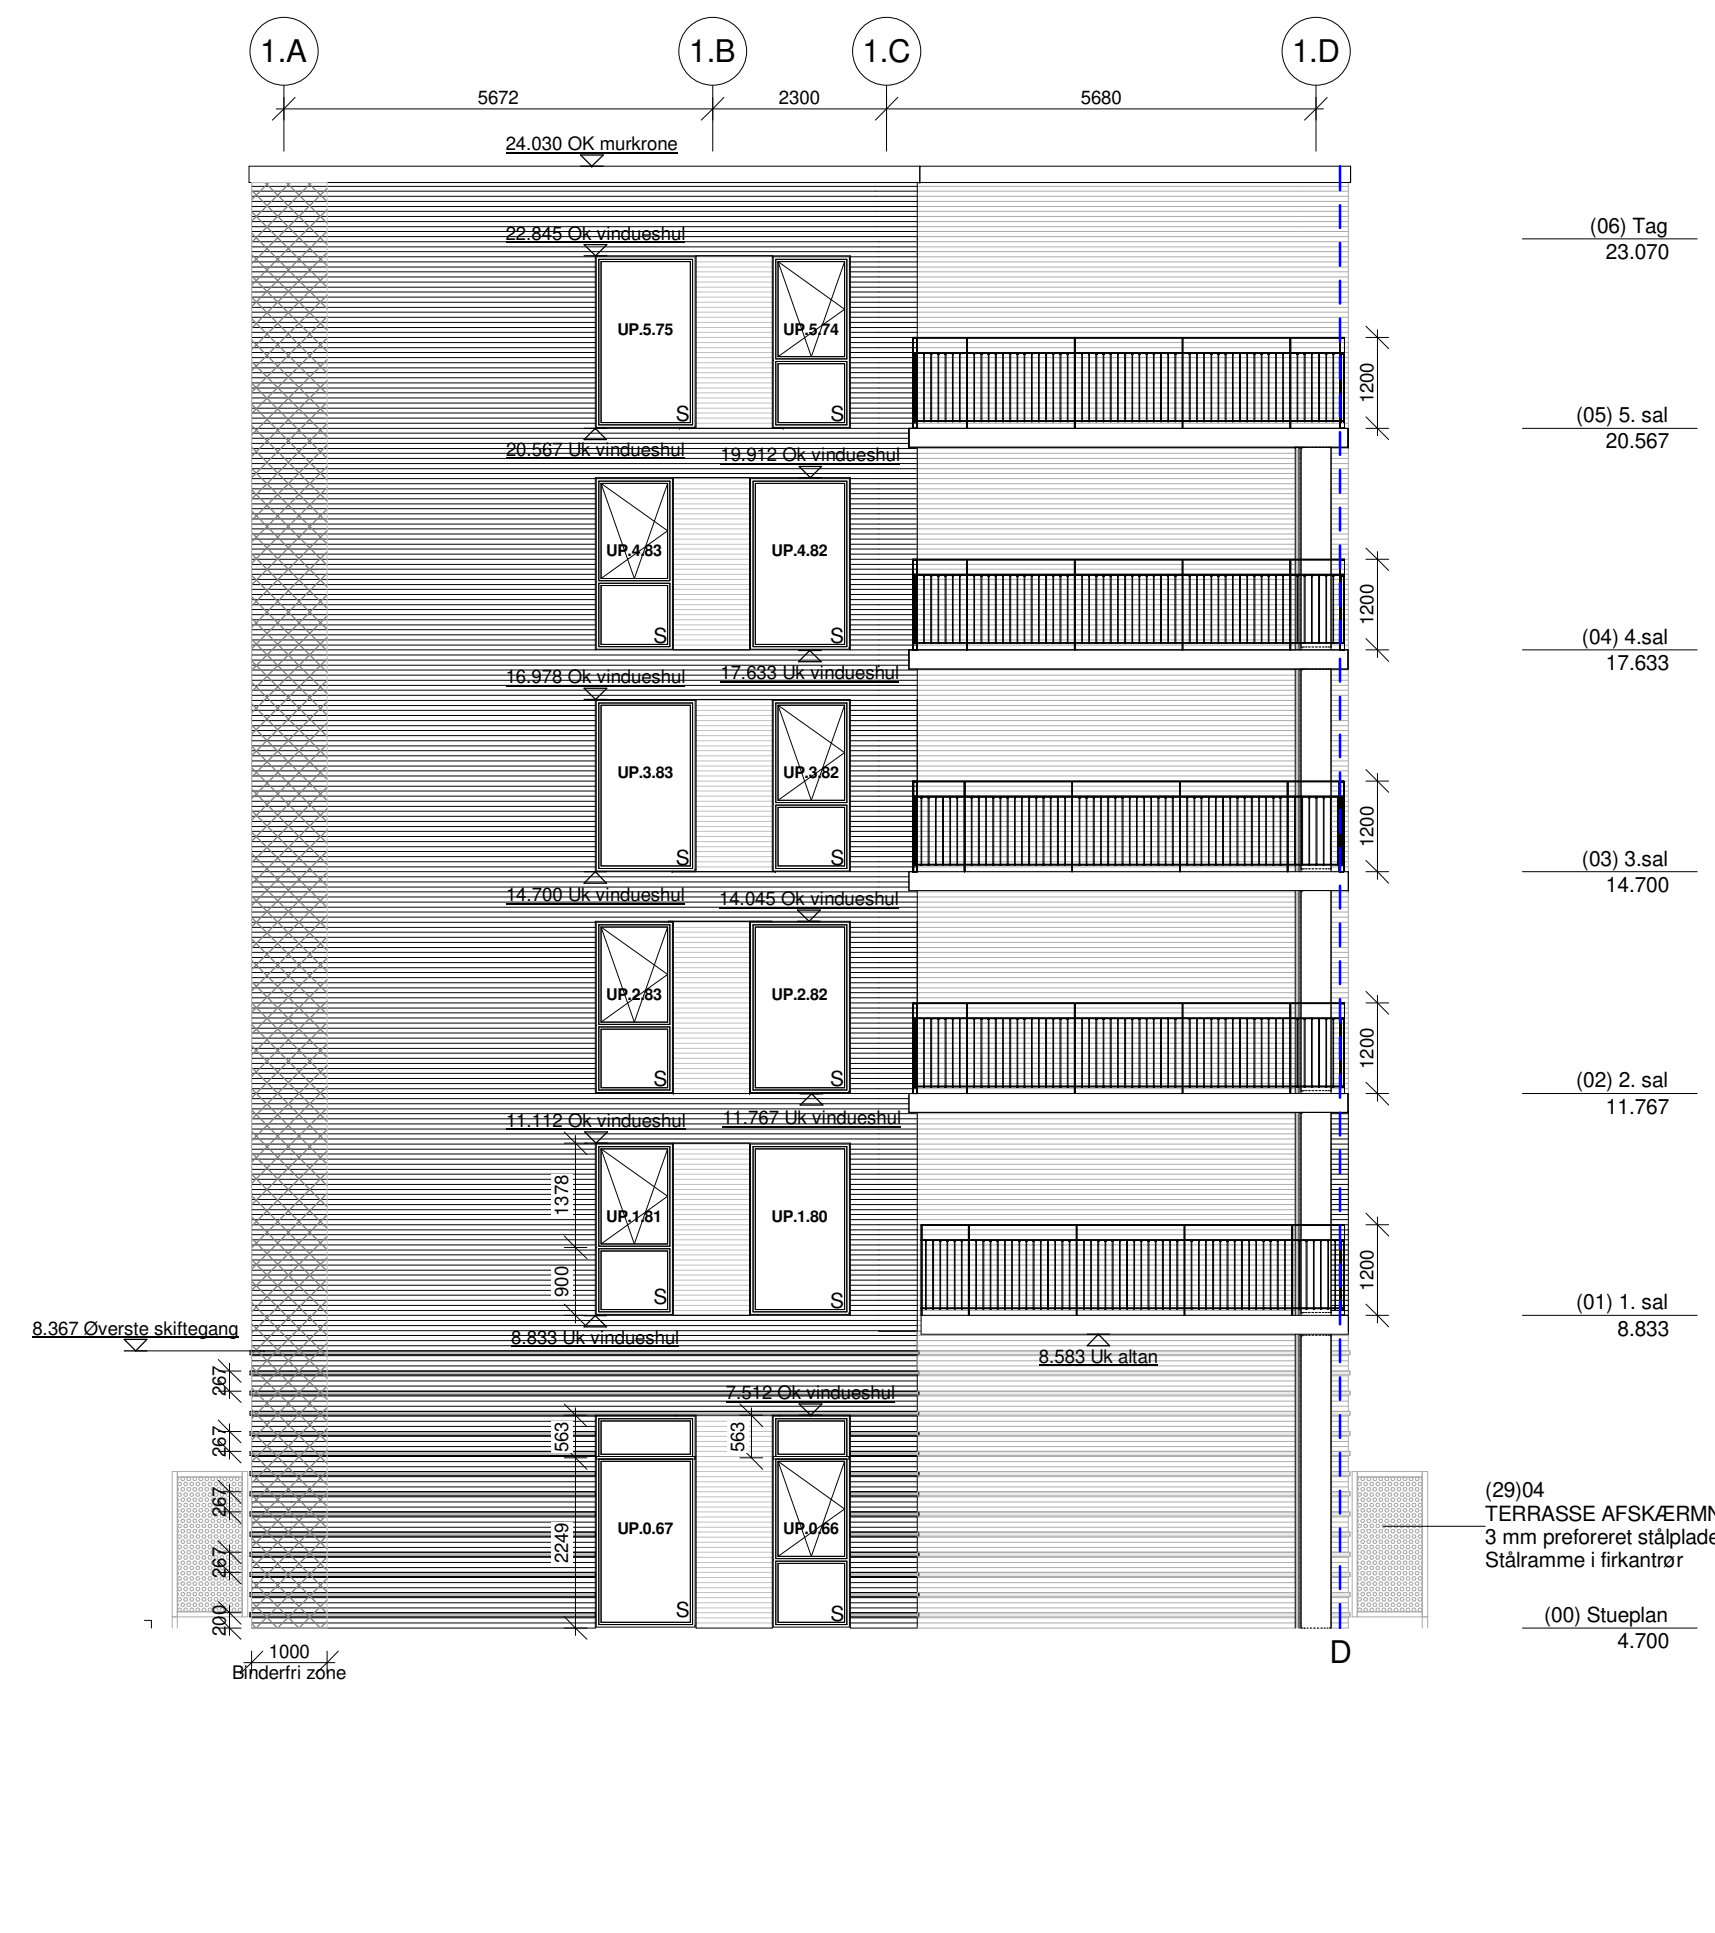 1.A
1.B
1.C
1.D
5672
2300
5680
24.030 OK murkrone
(06) Tag
23.070
22.845 Ok vindueshul
UP.5.75
UP.5.74
S
S
1200
(05) 5. sal
20.567
20.567 Uk vindueshul
19.912 Ok vindueshul
UP.4.83
UP.4.82
S
S
1200
(04) 4.sal
17.633
16.978 Ok vindueshul
17.633 Uk vindueshul
UP.3.83
UP.3.82
S
S
1200
(03) 3.sal
14.700
14.700 Uk vindueshul
14.045 Ok vindueshul
UP.2.83
UP.2.82
S
S
1200
(02) 2. sal
11.767
11.112 Ok vindueshul
11.767 Uk vindueshul
1378
UP.1.81
UP.1.80
900
S
S
1200
(01) 1. sal
8.833
8.367 Øverste skiftegang
8.833 Uk vindueshul
8.583 Uk altan
267
7.512 Ok vindueshul
267
563
563
267
UP.0.67
UP.0.66
2249
267
S
S
200
(29)04
TERRASSE AFSKÆRMN
3 mm preforeret stålplade
Stålramme i firkantrør
(00) Stueplan
4.700
1000
Binderfri zone
D